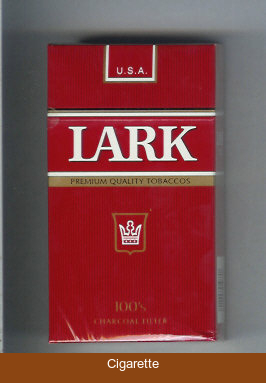 U.S.A.
LARK
PREMIUM QUALITY TOBACCOS
100's
CHARCOAL FILTER
Cigarette